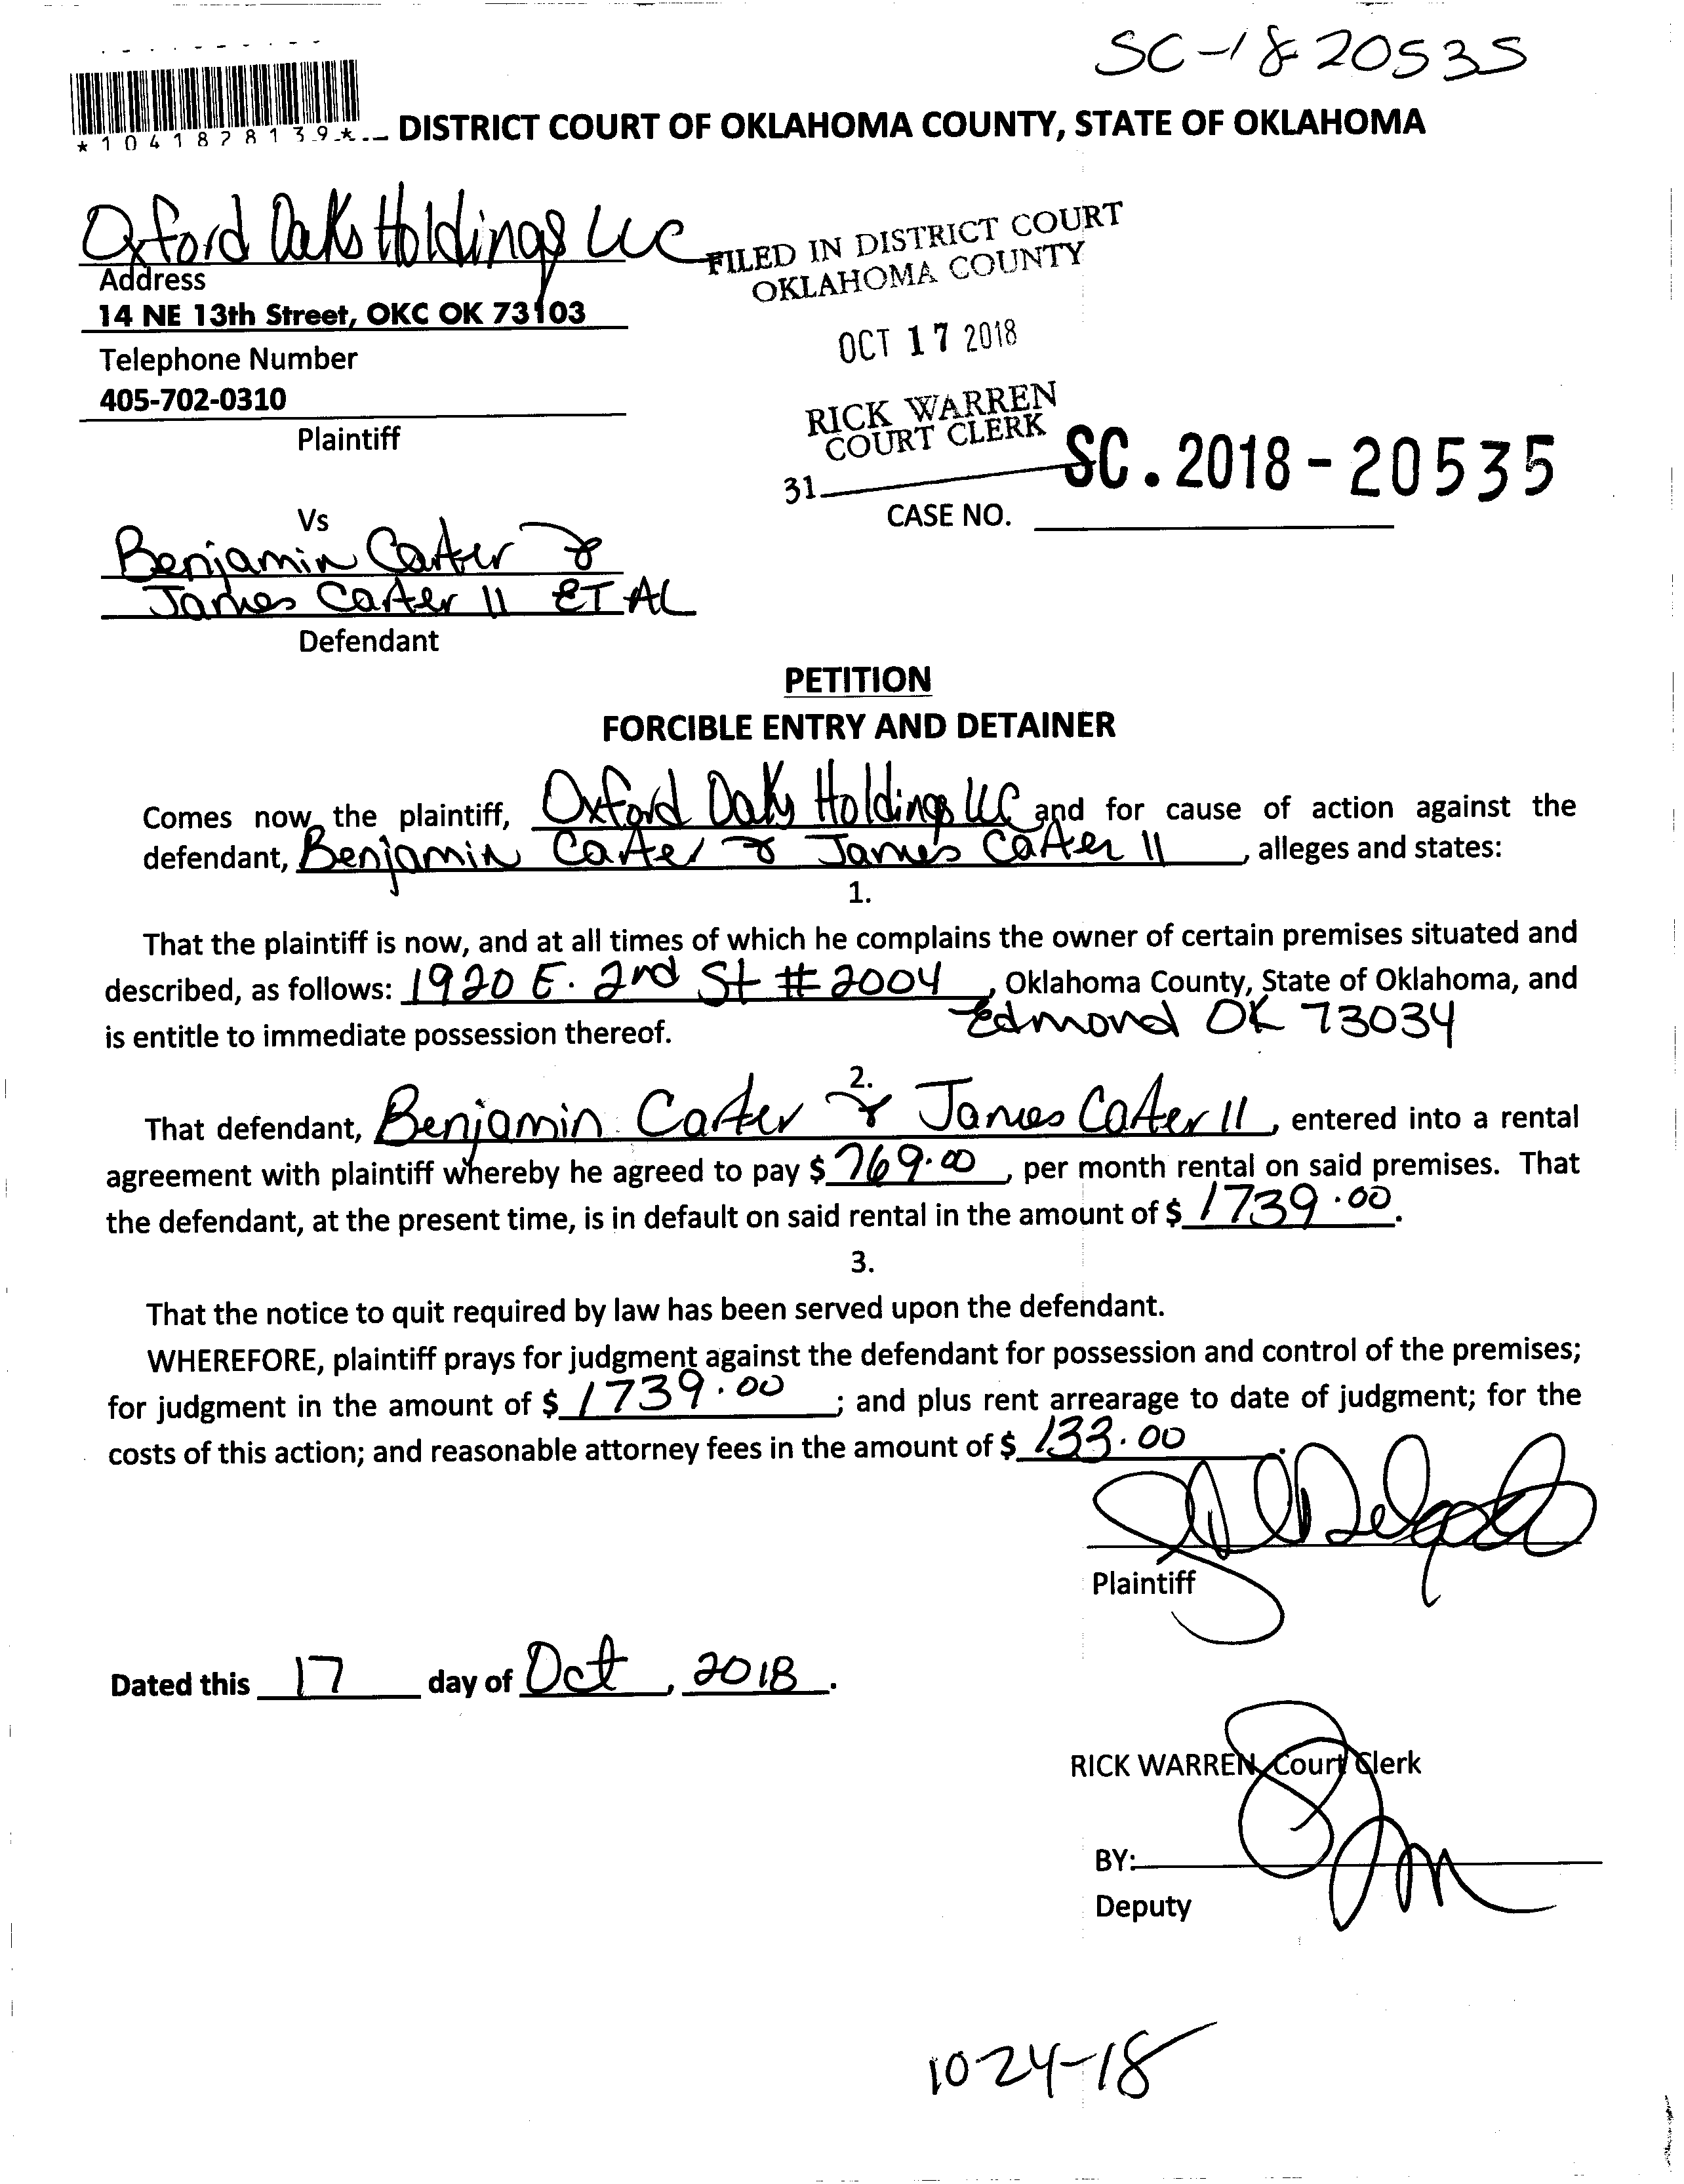 SC-18-20535
*1041828139*
DISTRICT COURT OF OKLAHOMA COUNTY, STATE OF OKLAHOMA
Oxford Oaks Holdings LLC
Address
14 NE 13th Street, OKC OK 73103
Telephone Number
405-702-0310
Plaintiff
FILED IN DISTRICT COURT
OKLAHOMA COUNTY
OCT 17 2018
RICK WARREN
COURT CLERK
31
SC. 2018-20535
CASE NO.
Vs
Benjamin Carter &
James Carter II ET AL
Defendant
PETITION
FORCIBLE ENTRY AND DETAINER
Comes now the plaintiff, Oxford Oaks Holdings LLC and for cause of action against the
defendant, Benjamin Carter & James Carter II, alleges and states:
1.
That the plaintiff is now, and at all times of which he complains the owner of certain premises situated and
described, as follows: 1920 E. 2nd St #2004, Oklahoma County, State of Oklahoma, and
Edmond OK 73034
is entitle to immediate possession thereof.
2.
That defendant, Benjamin Carter & James Carter II, entered into a rental
agreement with plaintiff whereby he agreed to pay $ 769.00, per month rental on said premises. That
the defendant, at the present time, is in default on said rental in the amount of $ 1739.00.
3.
That the notice to quit required by law has been served upon the defendant.
WHEREFORE, plaintiff prays for judgment against the defendant for possession and control of the premises;
for judgment in the amount of $ 1739.00; and plus rent arrearage to date of judgment; for the
costs of this action; and reasonable attorney fees in the amount of $ 133.00.
Plaintiff
Dated this 17 day of Oct, 2018.
RICK WARREN, Court Clerk
BY:
Deputy
10-24-18